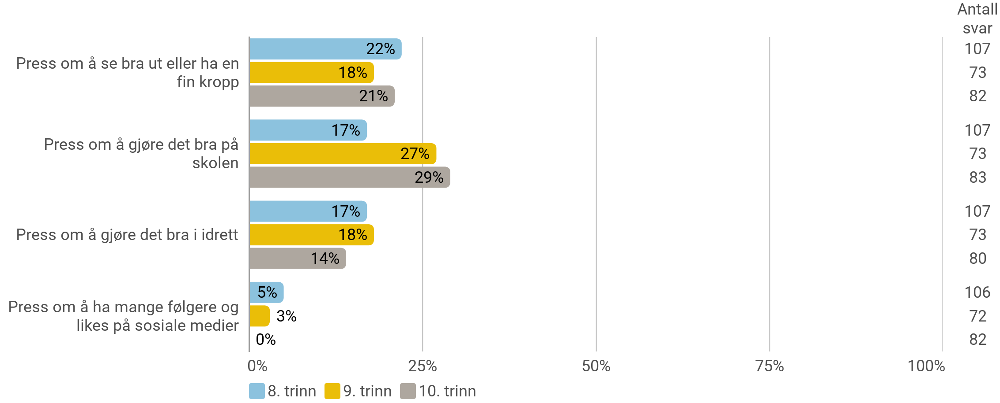 Antall
svar
Press om å se bra ut eller ha en
fin kropp
22%
107
18%
73
21%
82
Press om å gjøre det bra på
skolen
17%
107
27%
73
29%
83
Press om å gjøre det bra i idrett
17%
107
18%
73
14%
80
Press om å ha mange følgere og
likes på sosiale medier
5%
106
3%
72
0%
82
0% 25% 50% 75% 100%
8. trinn 9. trinn 10. trinn